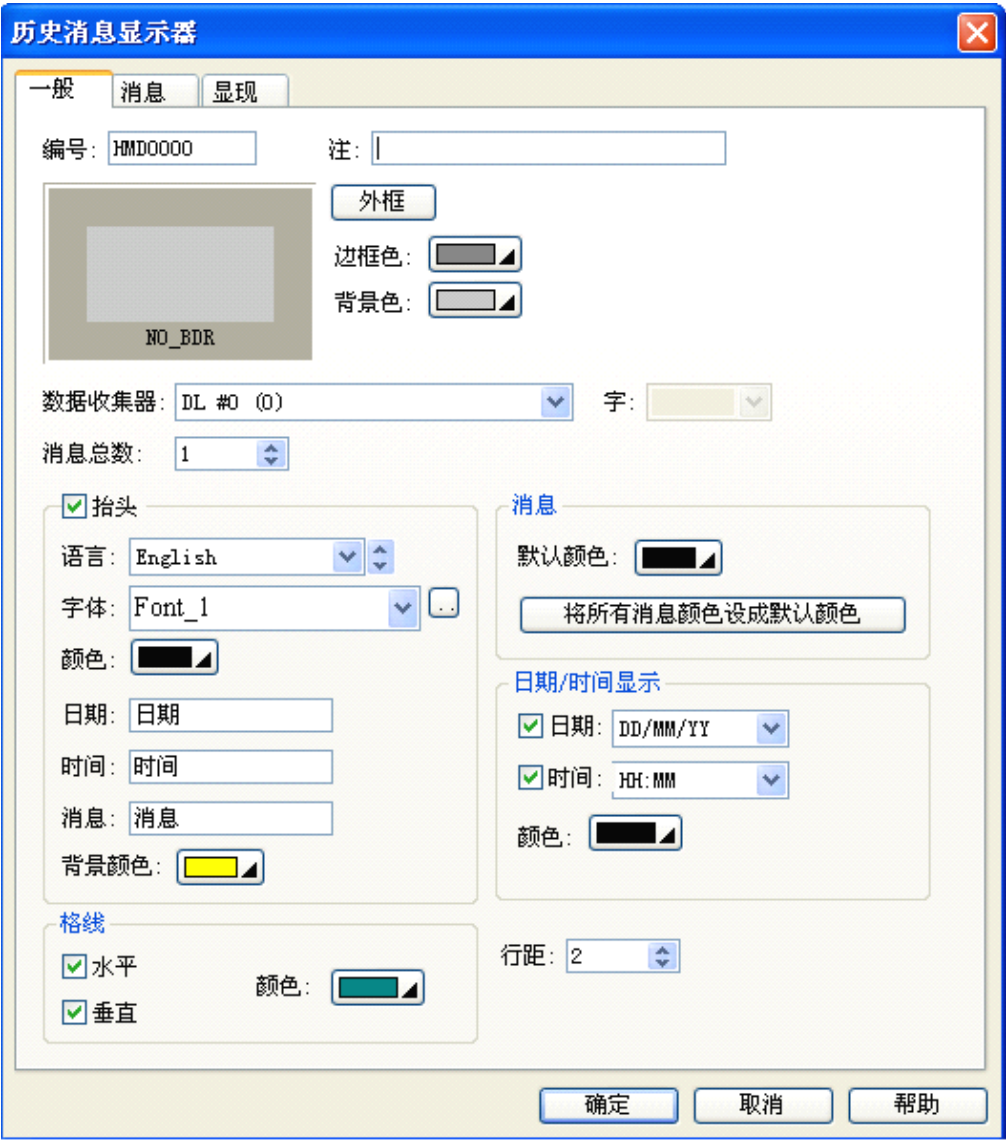 历史消息显示器
一般 消息 显现
编号: HMD0000 注:
外框
边框色:
背景色:
NO_BDR
数据收集器: DL #0 (0) 字:
消息总数: 1
抬头
语言: English
字体: Font_1 ..
颜色:
日期: 日期
时间: 时间
消息: 消息
背景颜色:
消息
默认颜色:
将所有消息颜色设成默认颜色
日期/时间显示
日期: DD/MM/YY
时间: HH:MM
颜色:
格线
水平
颜色:
垂直
行距: 2
确定 取消 帮助